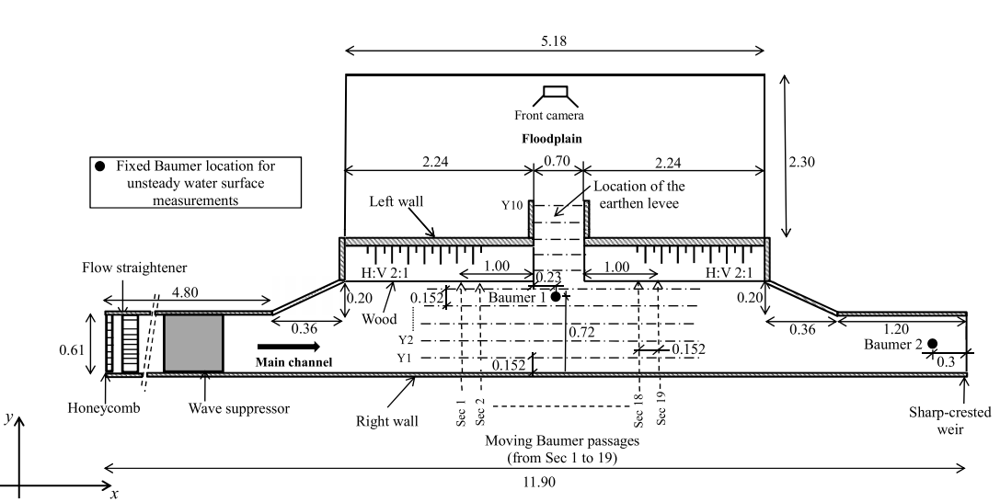 5.18
Front camera
Floodplain
2.24
0.70
2.24
2.30
Fixed Baumer location for
unsteady water surface
measurements
Left wall
Y10
Location of the
earthen levee
Flow straightener
H:V 2:1
1.00
0.23
1.00
H:V 2:1
4.80
0.20
0.152
Baumer 1
0.20
Wood
0.36
0.72
0.36
1.20
0.61
Y2
Y1
0.152
0.152
Baumer 2
0.3
Main channel
Honeycomb
Wave suppressor
Right wall
Sec 1
Sec 2
Sec 18
Sec 19
Sharp-crested
weir
Moving Baumer passages
(from Sec 1 to 19)
11.90
y
x